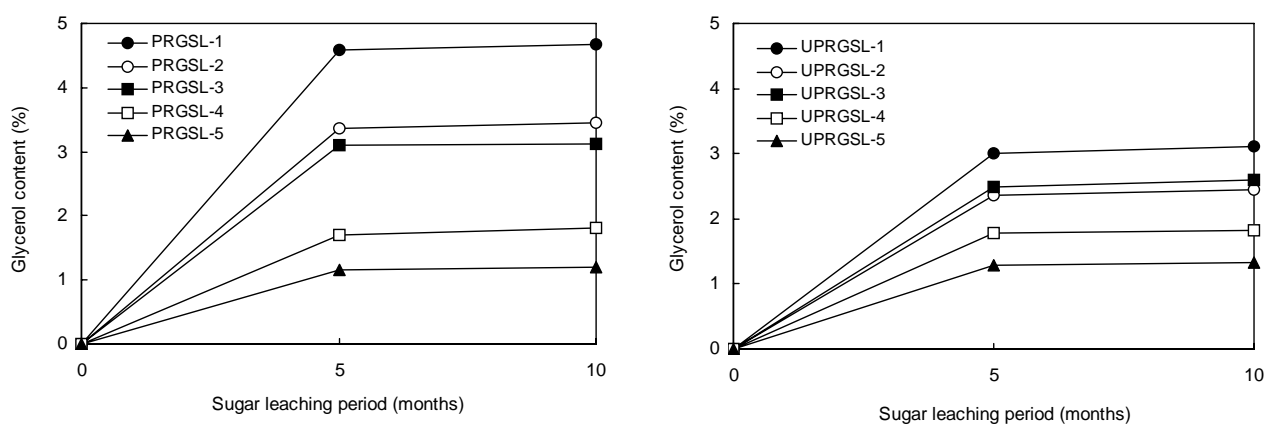 5
4
3
2
1
0
Glycerol content (%)
PRGSL-1
PRGSL-2
PRGSL-3
PRGSL-4
PRGSL-5
0 5 10
Sugar leaching period (months)
5
4
3
2
1
0
Glycerol content (%)
UPRGSL-1
UPRGSL-2
UPRGSL-3
UPRGSL-4
UPRGSL-5
0 5 10
Sugar leaching period (months)